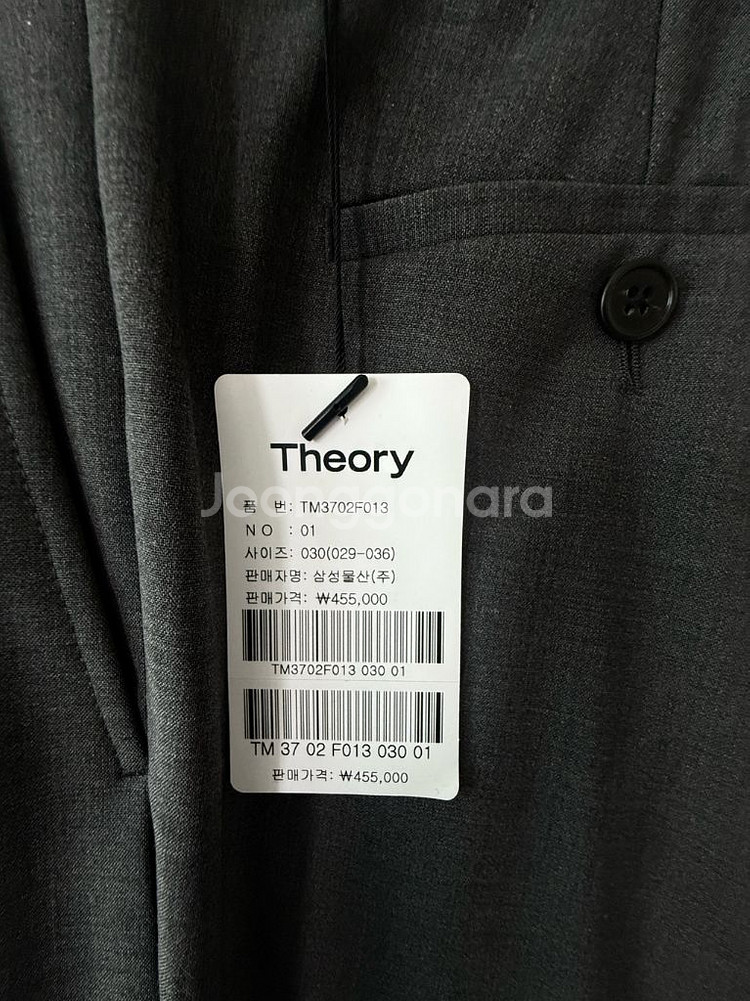 Theory
Joonggonara
품 번: TM3702F013
NO : 01
사이즈: 030(029-036)
판매자명: 삼성물산(주)
판매가격: ₩455,000
TM3702F013 030 01
TM 37 02 F013 030 01
판매가격: ₩455,000